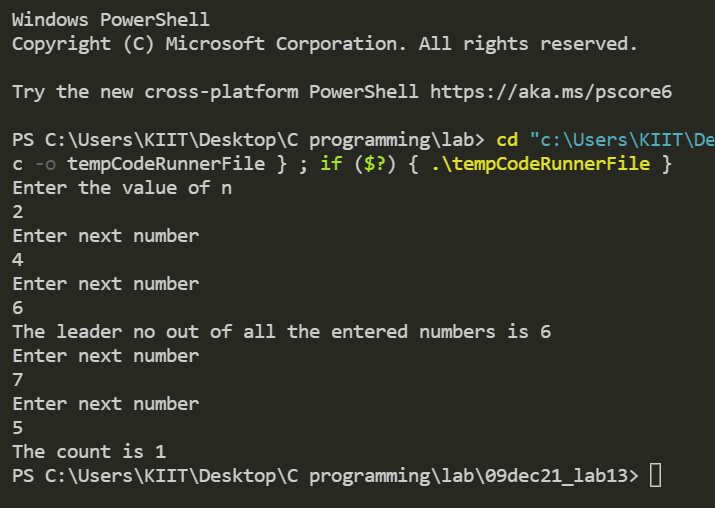 Windows PowerShell
Copyright (C) Microsoft Corporation. All rights reserved.
Try the new cross-platform PowerShell https://aka.ms/pscore6
PS C:\Users\KIIT\Desktop\C programming\lab> cd "c:\Users\KIIT\De
c -o tempCodeRunnerFile } ; if ($?) { .\tempCodeRunnerFile }
Enter the value of n
2
Enter next number
4
Enter next number
6
The leader no out of all the entered numbers is 6
Enter next number
7
Enter next number
5
The count is 1
PS C:\Users\KIIT\Desktop\C programming\lab\09dec21_lab13>